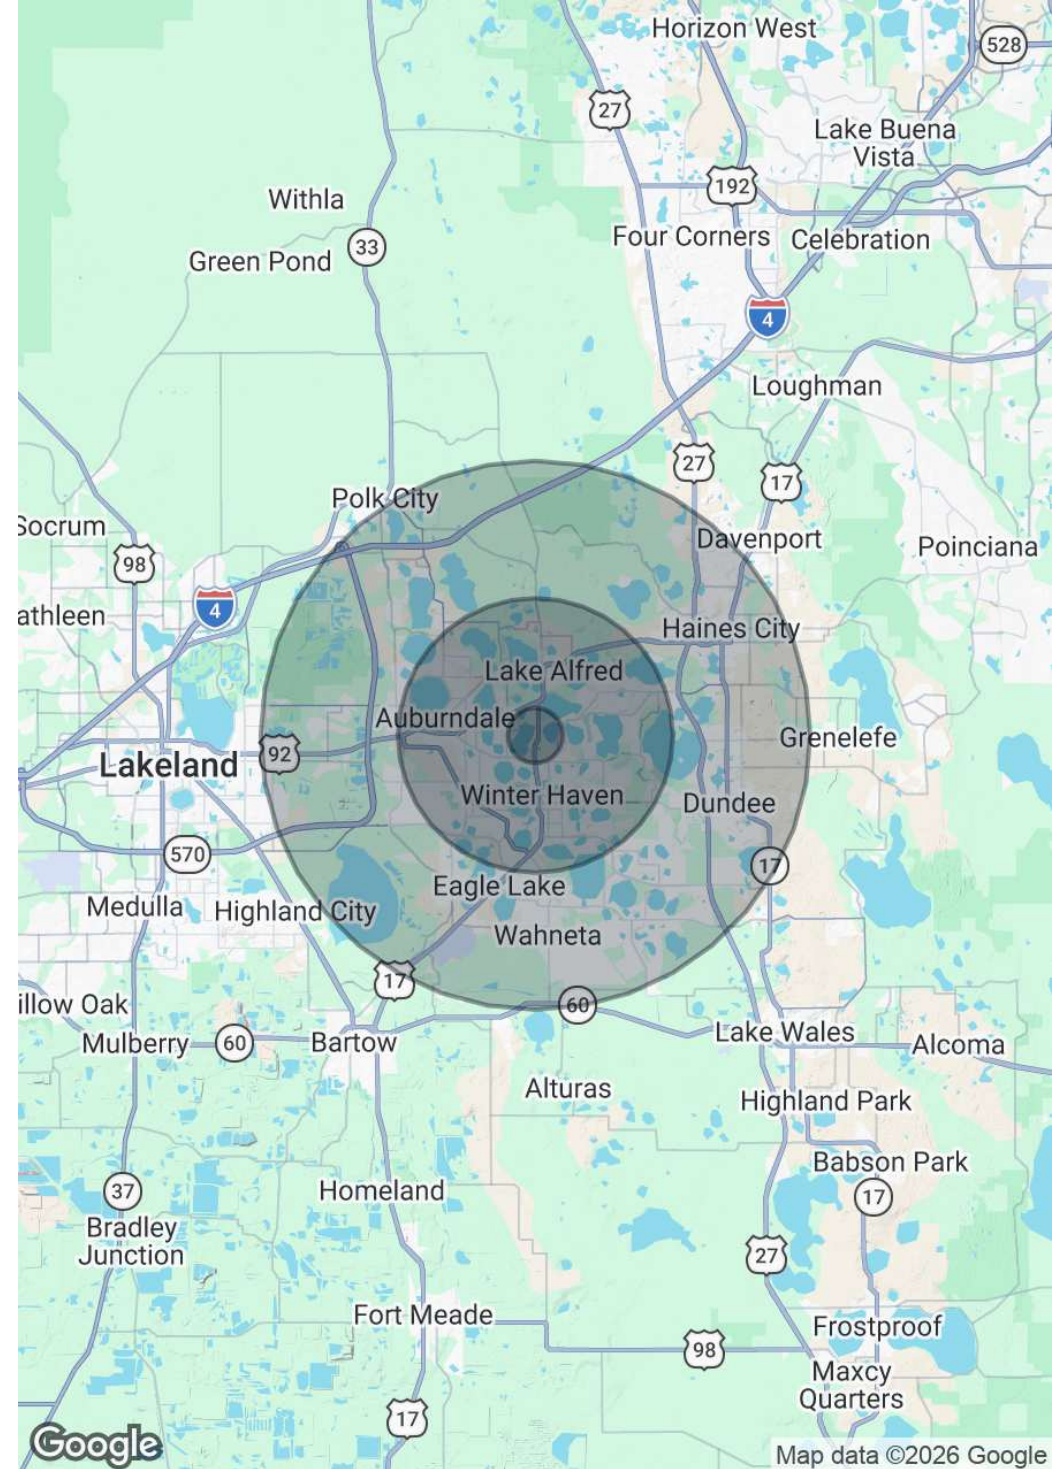 Horizon West
528
27
Lake Buena
Vista
192
Withla
Four Corners
Celebration
33
Green Pond
4
Loughman
27
17
Polk City
Socrum
Davenport
Poinciana
98
4
athleen
Haines City
Lake Alfred
Auburndale
Grenelefe
92
Lakeland
Winter Haven
Dundee
570
17
Eagle Lake
Medulla
Highland City
Wahneta
17
illow Oak
60
Lake Wales
Mulberry
60
Bartow
Alcoma
Alturas
Highland Park
Babson Park
37
Homeland
17
Bradley
Junction
27
Fort Meade
Frostproof
98
Maxcy
Quarters
17
Google
Map data ©2026 Google